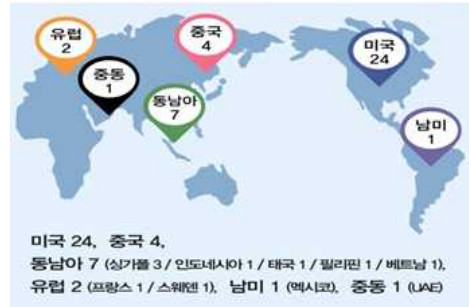 유럽
2
중국
4
중동
1
동남아
7
미국
24
남미
1
미국 24, 중국 4,
동남아 7 (싱가폴 3 / 인도네시아 1 / 태국 1 / 필리핀 1 / 베트남 1),
유럽 2 (프랑스 1 / 스웨덴 1), 남미 1 (멕시코), 중동 1 (UAE)